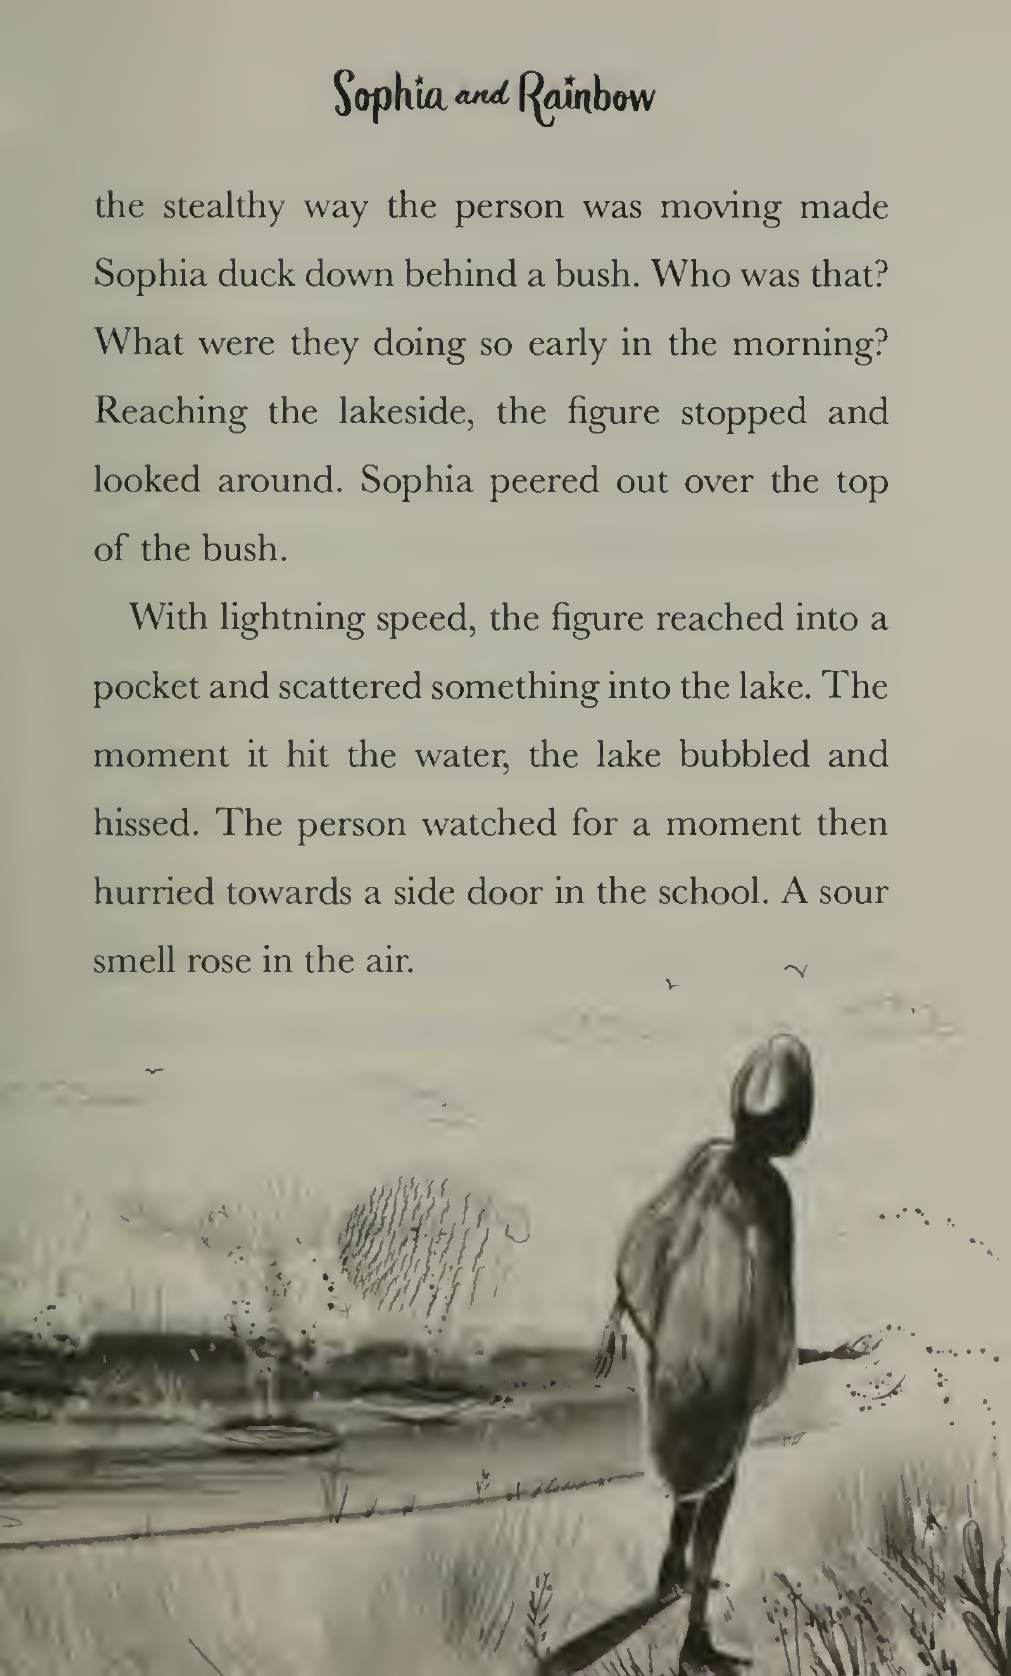 Sophia and Rainbow
the stealthy way the person was moving made
Sophia duck down behind a bush. Who was that?
What were they doing so early in the morning?
Reaching the lakeside, the figure stopped and
looked around. Sophia peered out over the top
of the bush.
With lightning speed, the figure reached into a
pocket and scattered something into the lake. The
moment it hit the water, the lake bubbled and
hissed. The person watched for a moment then
hurried towards a side door in the school. A sour
smell rose in the air.